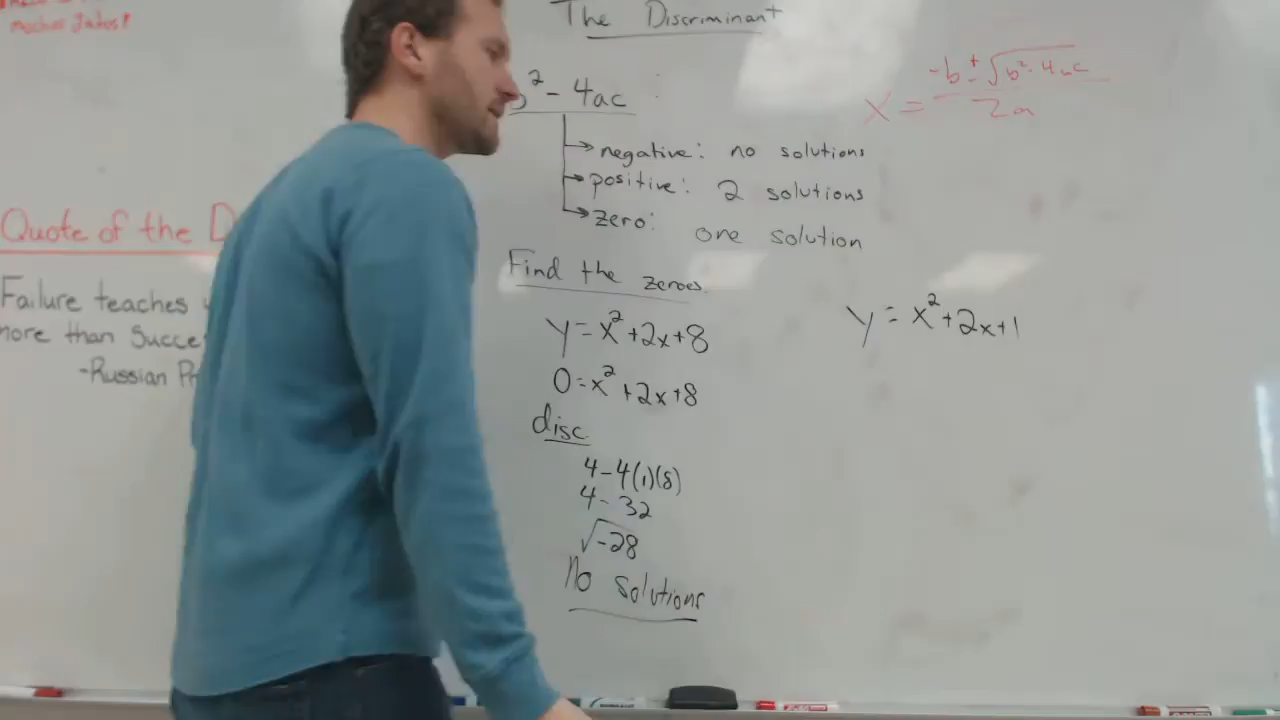 The Discriminant
b² - 4ac :
negative: no solutions
positive: 2 solutions
zero: one solution
x = -b ± √b² - 4ac / 2a
Quote of the D
Failure teaches
more than Succe
-Russian Pr
Find the zeroes
y = x² + 2x + 8
0 = x² + 2x + 8
disc.
4 - 4(1)(8)
4 - 32
√-28
No solutions
y = x² + 2x + 1